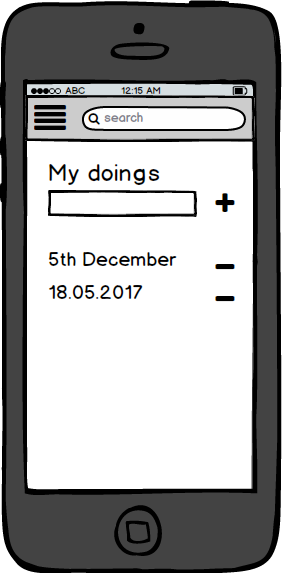 ABC 12:15 AM
search
My doings
5th December
18.05.2017